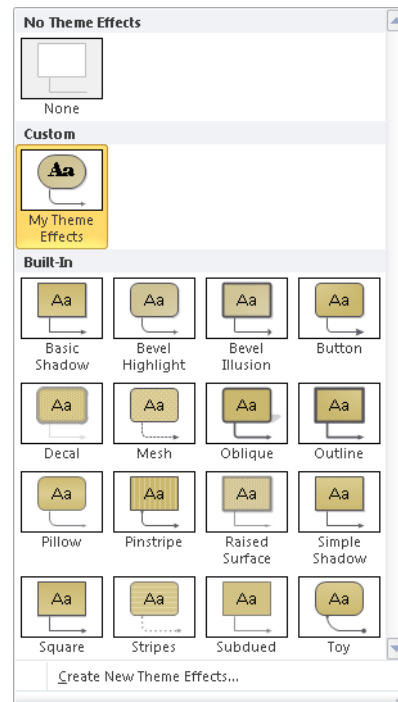 No Theme Effects
None
Custom
Aa
My Theme
Effects
Built-In
Aa Aa Aa Aa
Basic Shadow Bevel Highlight Bevel Illusion Button
Aa Aa Aa Aa
Decal Mesh Oblique Outline
Aa Aa Aa Aa
Pillow Pinstripe Raised Surface Simple Shadow
Aa Aa Aa Aa
Square Stripes Subdued Toy
Create New Theme Effects...